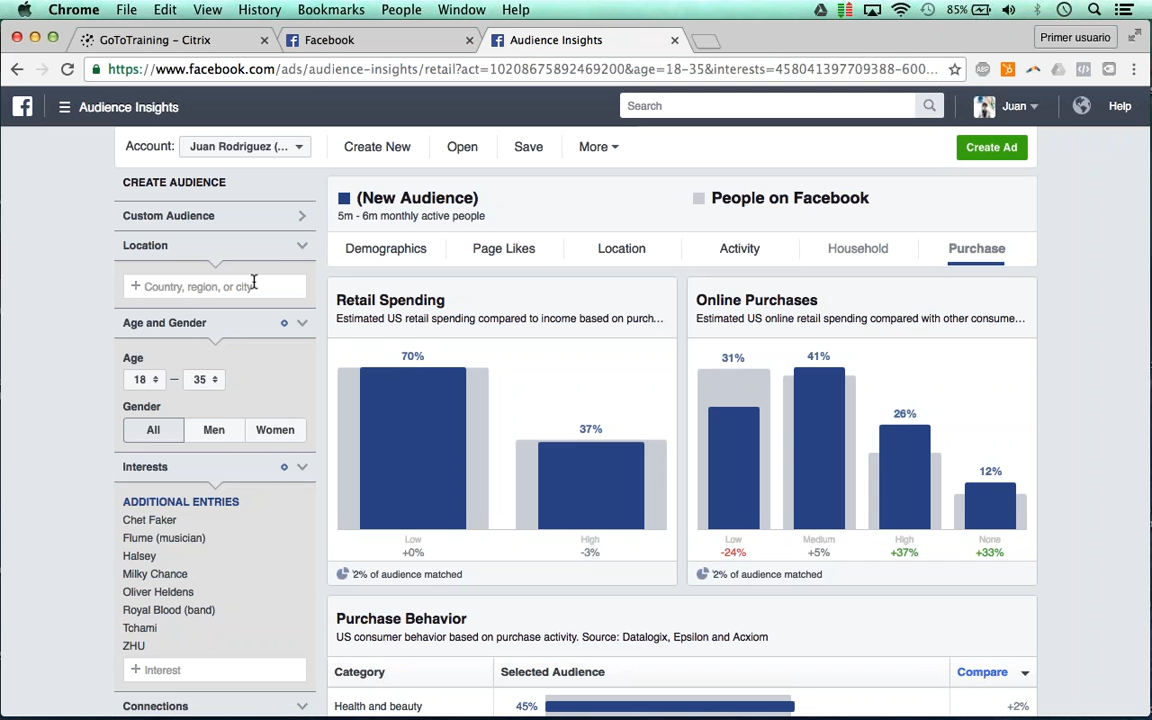 Chrome File Edit View History Bookmarks People Window Help 85%
GoToTraining - Citrix Facebook Audience Insights Primer usuario
https://www.facebook.com/ads/audience-insights/retail?act=10208675892469200&age=18-35&interests=458041397709388-600...
Audience Insights Search Juan Help
Account: Juan Rodriguez (... Create New Open Save More Create Ad
CREATE AUDIENCE
Custom Audience
Location
+ Country, region, or city
Age and Gender
Age
18 — 35
Gender
All Men Women
Interests
ADDITIONAL ENTRIES
Chet Faker
Flume (musician)
Halsey
Milky Chance
Oliver Heldens
Royal Blood (band)
Tchami
ZHU
+ Interest
Connections
(New Audience) People on Facebook
5m - 6m monthly active people
Demographics Page Likes Location Activity Household Purchase
Retail Spending
Estimated US retail spending compared to income based on purch...
70%
37%
Low High
+0% -3%
2% of audience matched
Online Purchases
Estimated US online retail spending compared with other consume...
31% 41%
26%
12%
Low Medium High None
-24% +5% +37% +33%
2% of audience matched
Purchase Behavior
US consumer behavior based on purchase activity. Source: Datalogix, Epsilon and Acxiom
Category Selected Audience Compare
Health and beauty 45% +2%